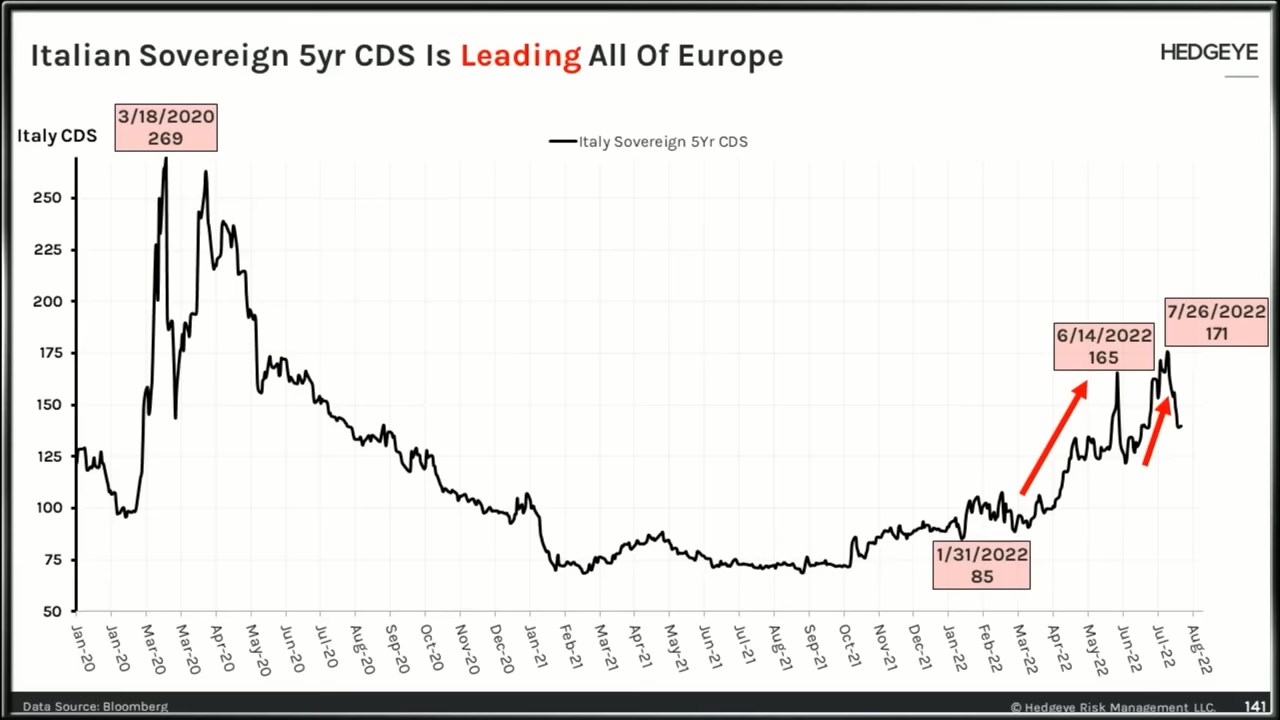 Italian Sovereign 5yr CDS Is Leading All Of Europe
HEDGEYE
Italy CDS
3/18/2020
269
Italy Sovereign 5Yr CDS
250
225
200
175
150
125
100
75
50
7/26/2022
171
6/14/2022
165
1/31/2022
85
Jan-20
Jan-20
Mar-20
Mar-20
Apr-20
May-20
Jun-20
Jul-20
Aug-20
Sep-20
Oct-20
Nov-20
Dec-20
Jan-21
Feb-21
Mar-21
Apr-21
May-21
Jun-21
Jul-21
Aug-21
Sep-21
Oct-21
Nov-21
Dec-21
Jan-22
Feb-22
Mar-22
Apr-22
May-22
Jun-22
Jul-22
Aug-22
Data Source: Bloomberg
© Hedgeye Risk Management LLC.
141